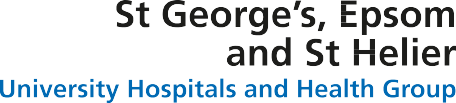 St George’s, Epsom
and St Helier
University Hospitals and Health Group